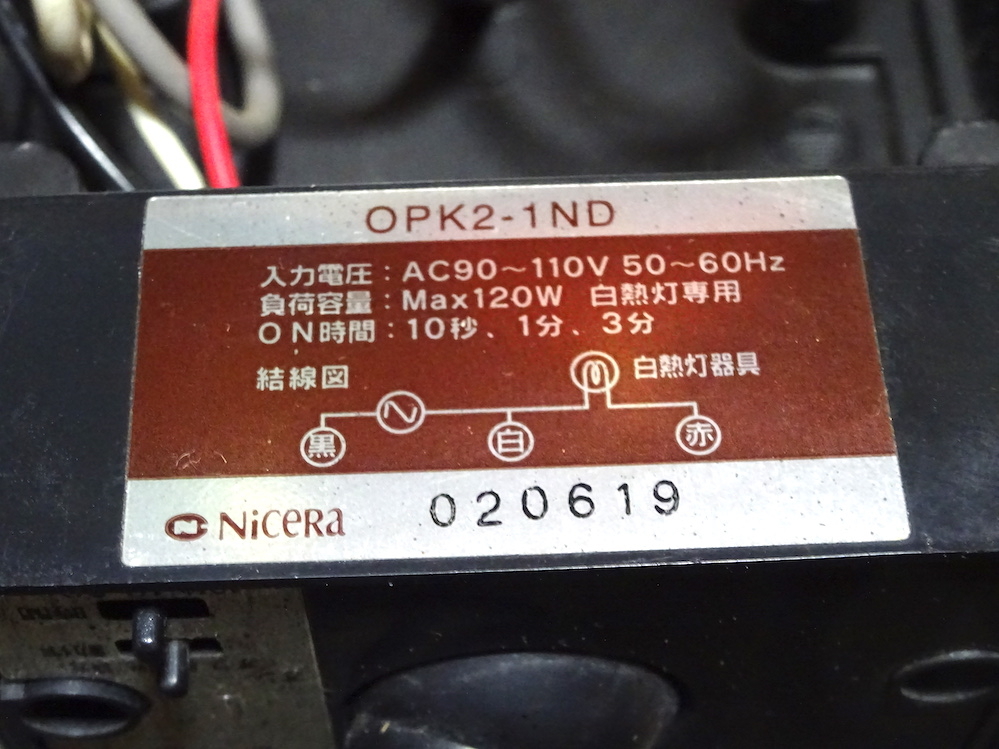 OPK2-1ND
入力電圧：AC90～110V 50～60Hz
負荷容量：Max120W 白熱灯専用
ON時間：10秒、1分、3分
結線図
白熱灯器具
黒 白 赤
NiCERA 020619